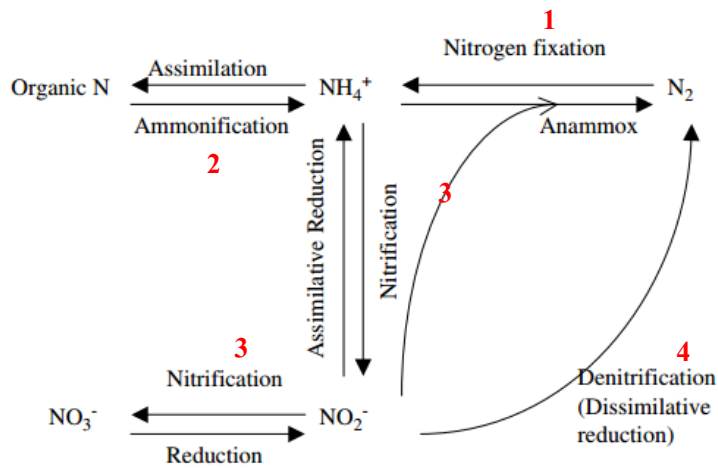 1
Nitrogen fixation
Assimilation
Organic N
NH₄⁺
N₂
Ammonification
Anammox
2
3
Assimilative Reduction
Nitrification
3
4
Nitrification
Denitrification
(Dissimilative
reduction)
NO₃⁻
NO₂⁻
Reduction